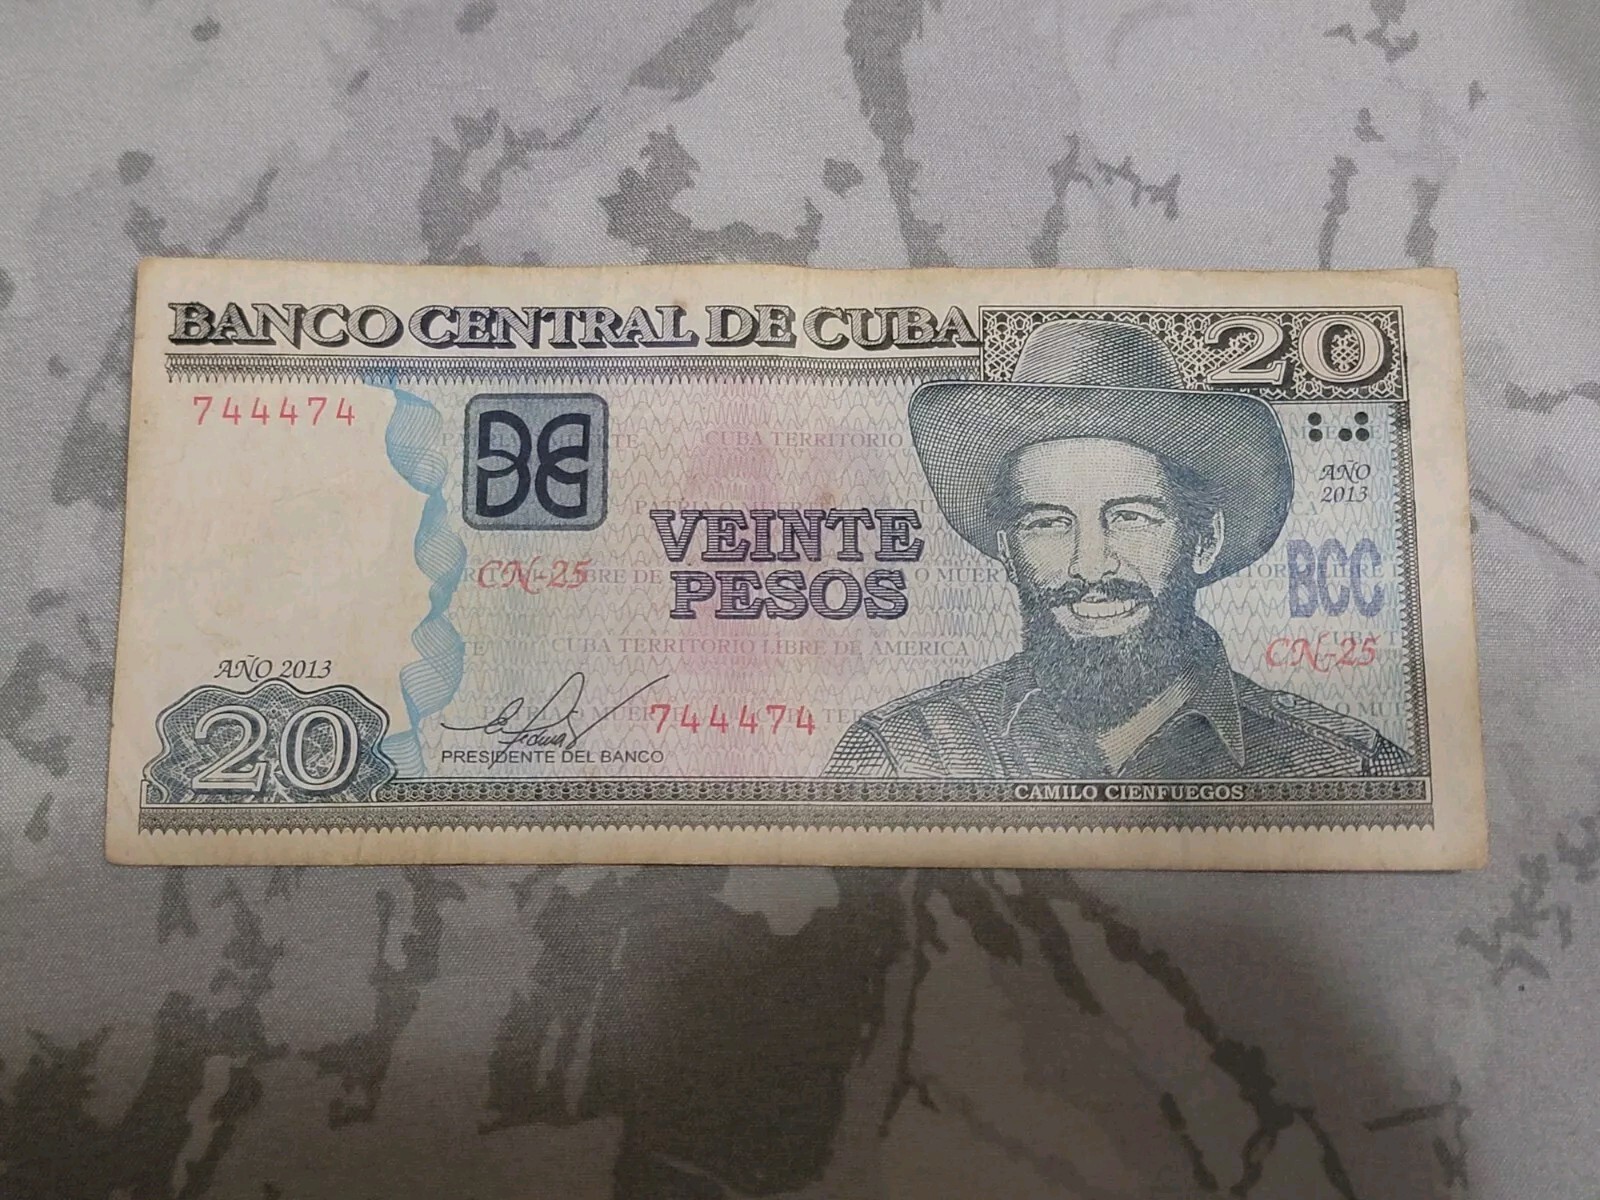 BANCO CENTRAL DE CUBA
20
744474
AÑO
2013
CN-25
VEINTE
PESOS
BCC
CN-25
CUBA TERRITORIO
CUBA TERRITORIO LIBRE DE AMERICA
AÑO 2013
20
744474
PRESIDENTE DEL BANCO
CAMILO CIENFUEGOS